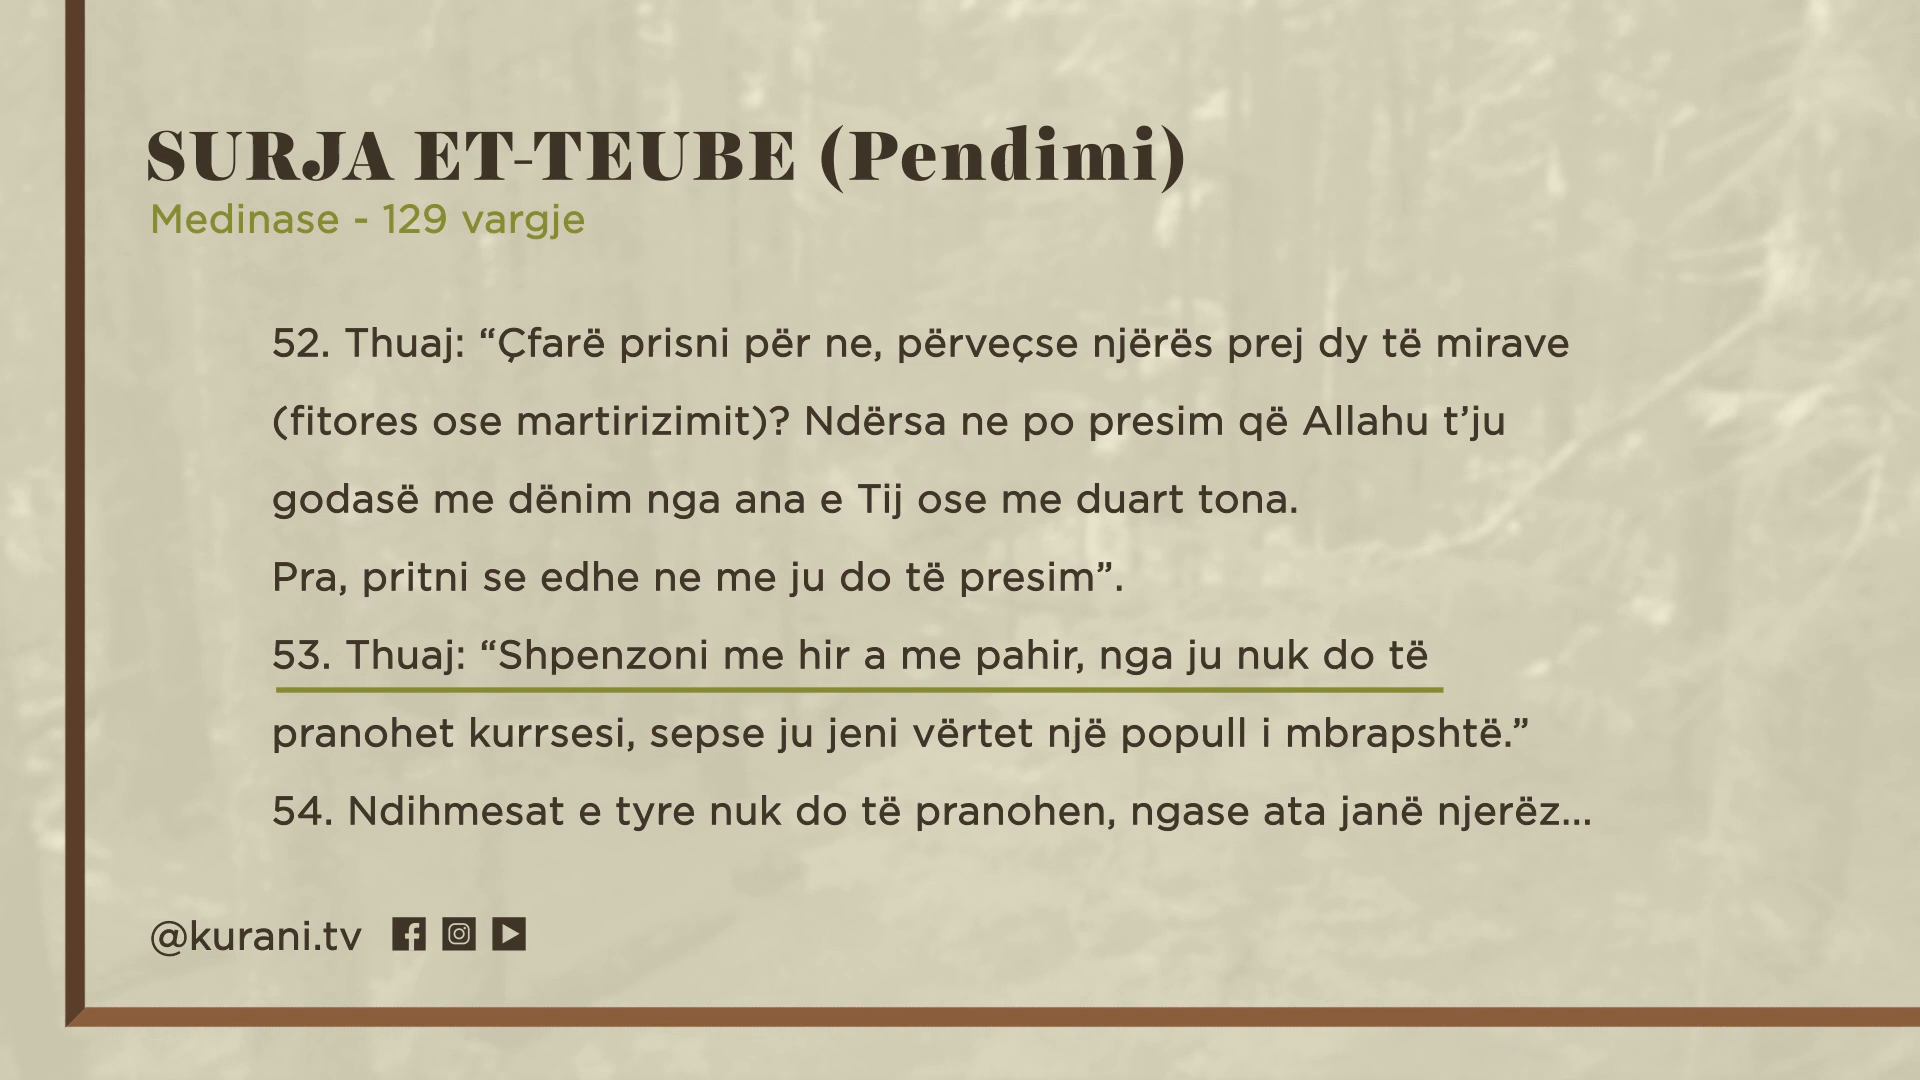 SURJA ET-TEUBE (Pendimi)
Medinase - 129 vargje
52. Thuaj: “Çfarë prisni për ne, përveçse njërës prej dy të mirave
(fitores ose martirizimit)? Ndërsa ne po presim që Allahu t’ju
godasë me dënim nga ana e Tij ose me duart tona.
Pra, pritni se edhe ne me ju do të presim”.
53. Thuaj: “Shpenzoni me hir a me pahir, nga ju nuk do të
pranohet kurrsesi, sepse ju jeni vërtet një popull i mbrapshtë.”
54. Ndihmesat e tyre nuk do të pranohen, ngase ata janë njerëz...
@kurani.tv